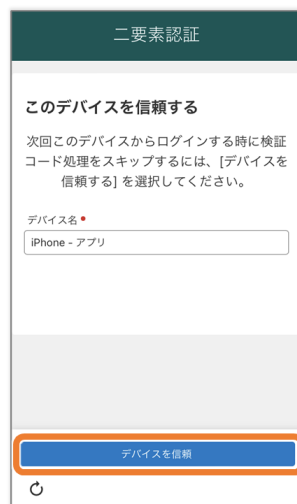 二要素認証
このデバイスを信頼する
次回このデバイスからログインする時に検証
コード処理をスキップするには、[デバイスを
信頼する] を選択してください。
デバイス名
iPhone - アプリ
デバイスを信頼